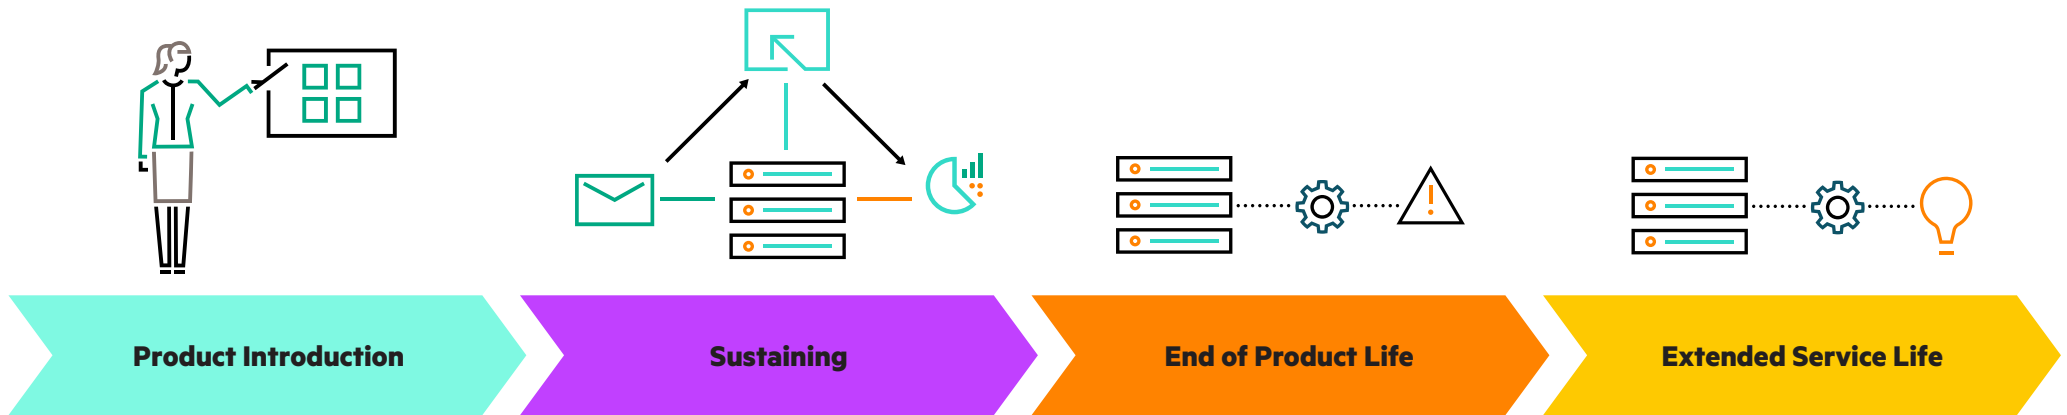 Product Introduction
Sustaining
End of Product Life
Extended Service Life